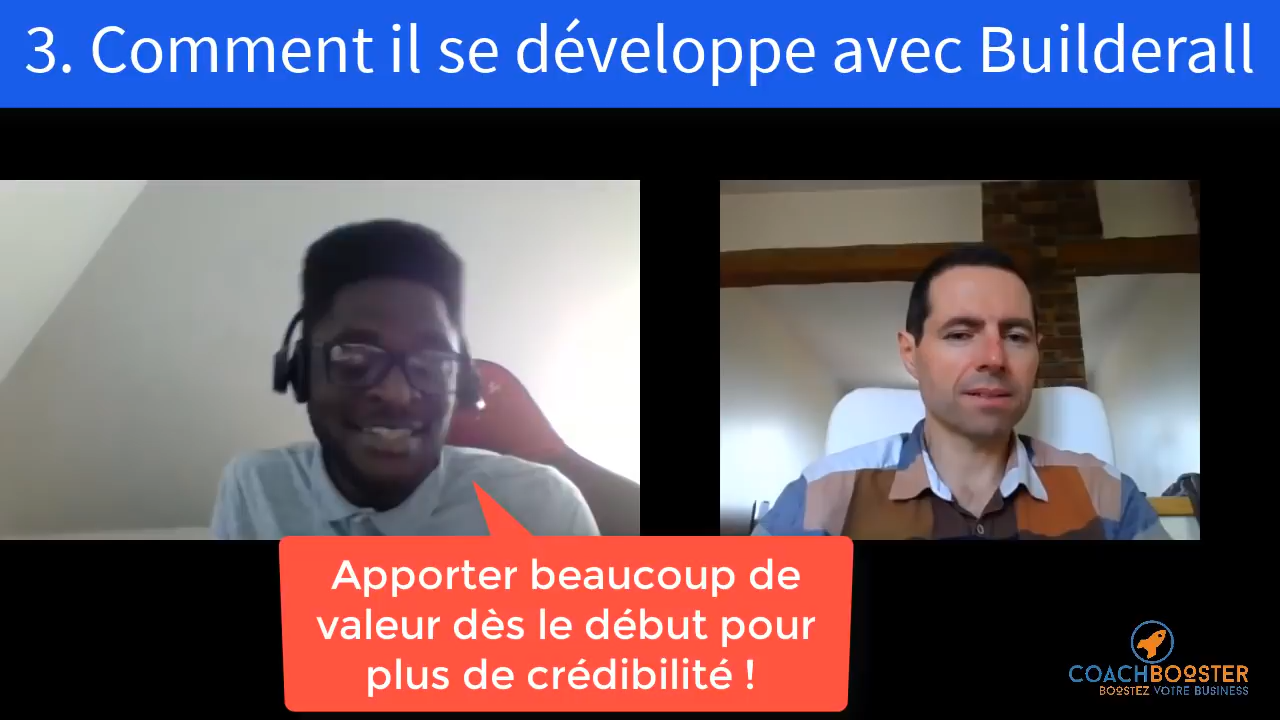 3. Comment il se développe avec Builderall
Apporter beaucoup de
valeur dès le début pour
plus de crédibilité !
COACHBOOSTER
BOOSTEZ VOTRE BUSINESS